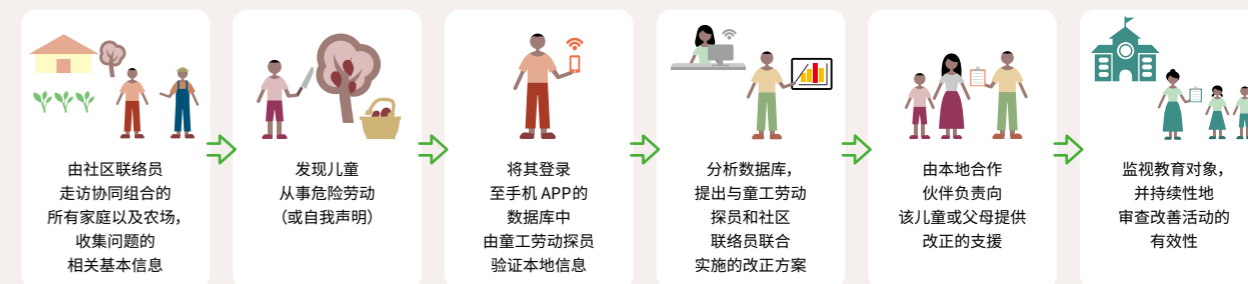 由社区联络员
走访协同组合的
所有家庭以及农场，
收集问题的
相关基本信息
发现儿童
从事危险劳动
（或自我声明）
将其登录
至手机 APP的
数据库中
由童工劳动探员
验证本地信息
分析数据库，
提出与童工劳动
探员和社区
联络员联合
实施的改正方案
由本地合作
伙伴负责向
该儿童或父母提供
改正的支援
监视教育对象，
并持续性地
审查改善活动的
有效性